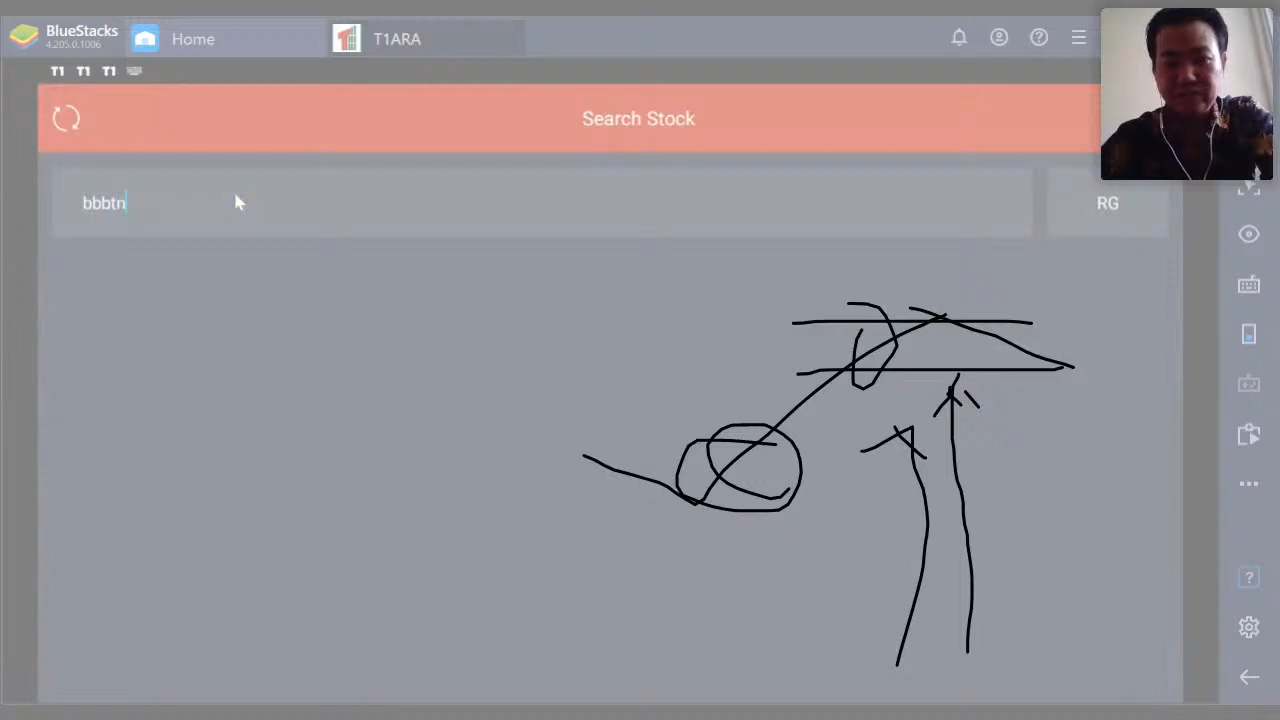 BlueStacks
4.205.0.1006
Home
T1ARA
T1 T1 T1
Search Stock
bbbtn
RG